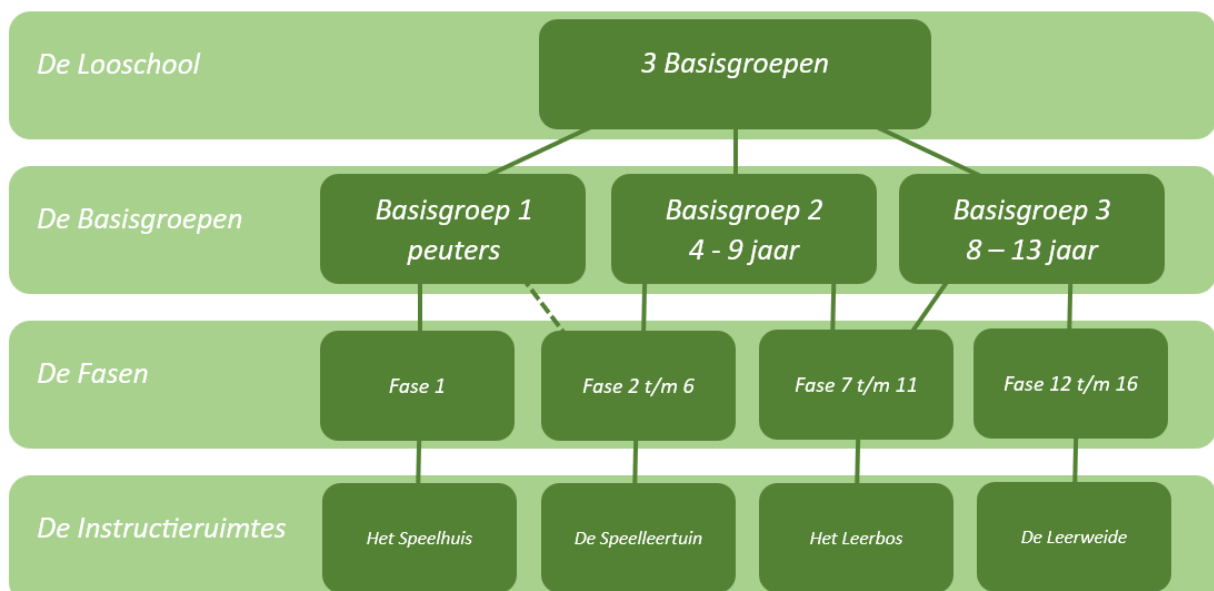 De Looschool
3 Basisgroepen
De Basisgroepen
Basisgroep 1
peuters
Basisgroep 2
4 - 9 jaar
Basisgroep 3
8 – 13 jaar
De Fasen
Fase 1
Fase 2 t/m 6
Fase 7 t/m 11
Fase 12 t/m 16
De Instructieruimtes
Het Speelhuis
De Speelleertuin
Het Leerbos
De Leerweide